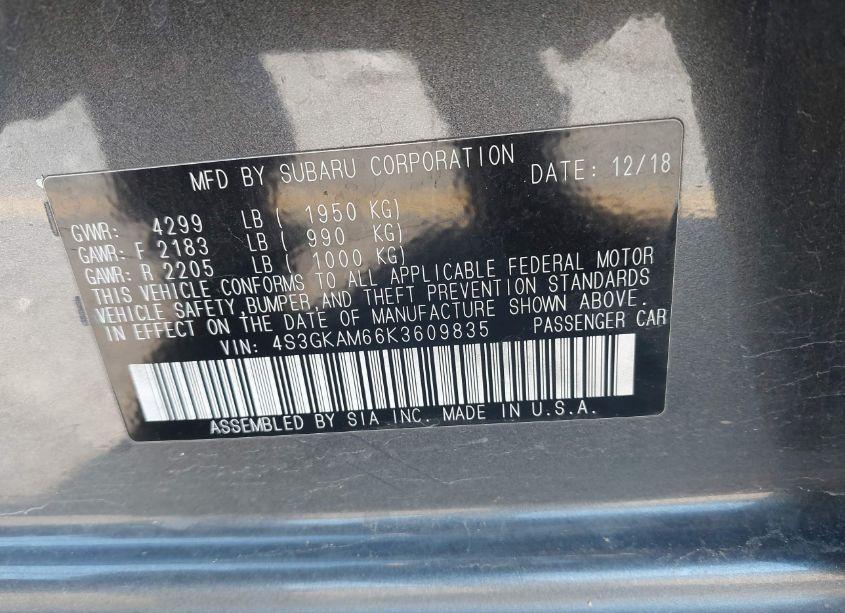 MFD BY SUBARU CORPORATION DATE: 12/18
GVWR: 4299 LB ( 1950 KG)
GAWR: F 2183 LB ( 990 KG)
GAWR: R 2205 LB ( 1000 KG)
THIS VEHICLE CONFORMS TO ALL APPLICABLE FEDERAL MOTOR
VEHICLE SAFETY,BUMPER,AND THEFT PREVENTION STANDARDS
IN EFFECT ON THE DATE OF MANUFACTURE SHOWN ABOVE.
VIN: 4S3GKAM66K3609835 PASSENGER CAR
ASSEMBLED BY SIA INC. MADE IN U.S.A.